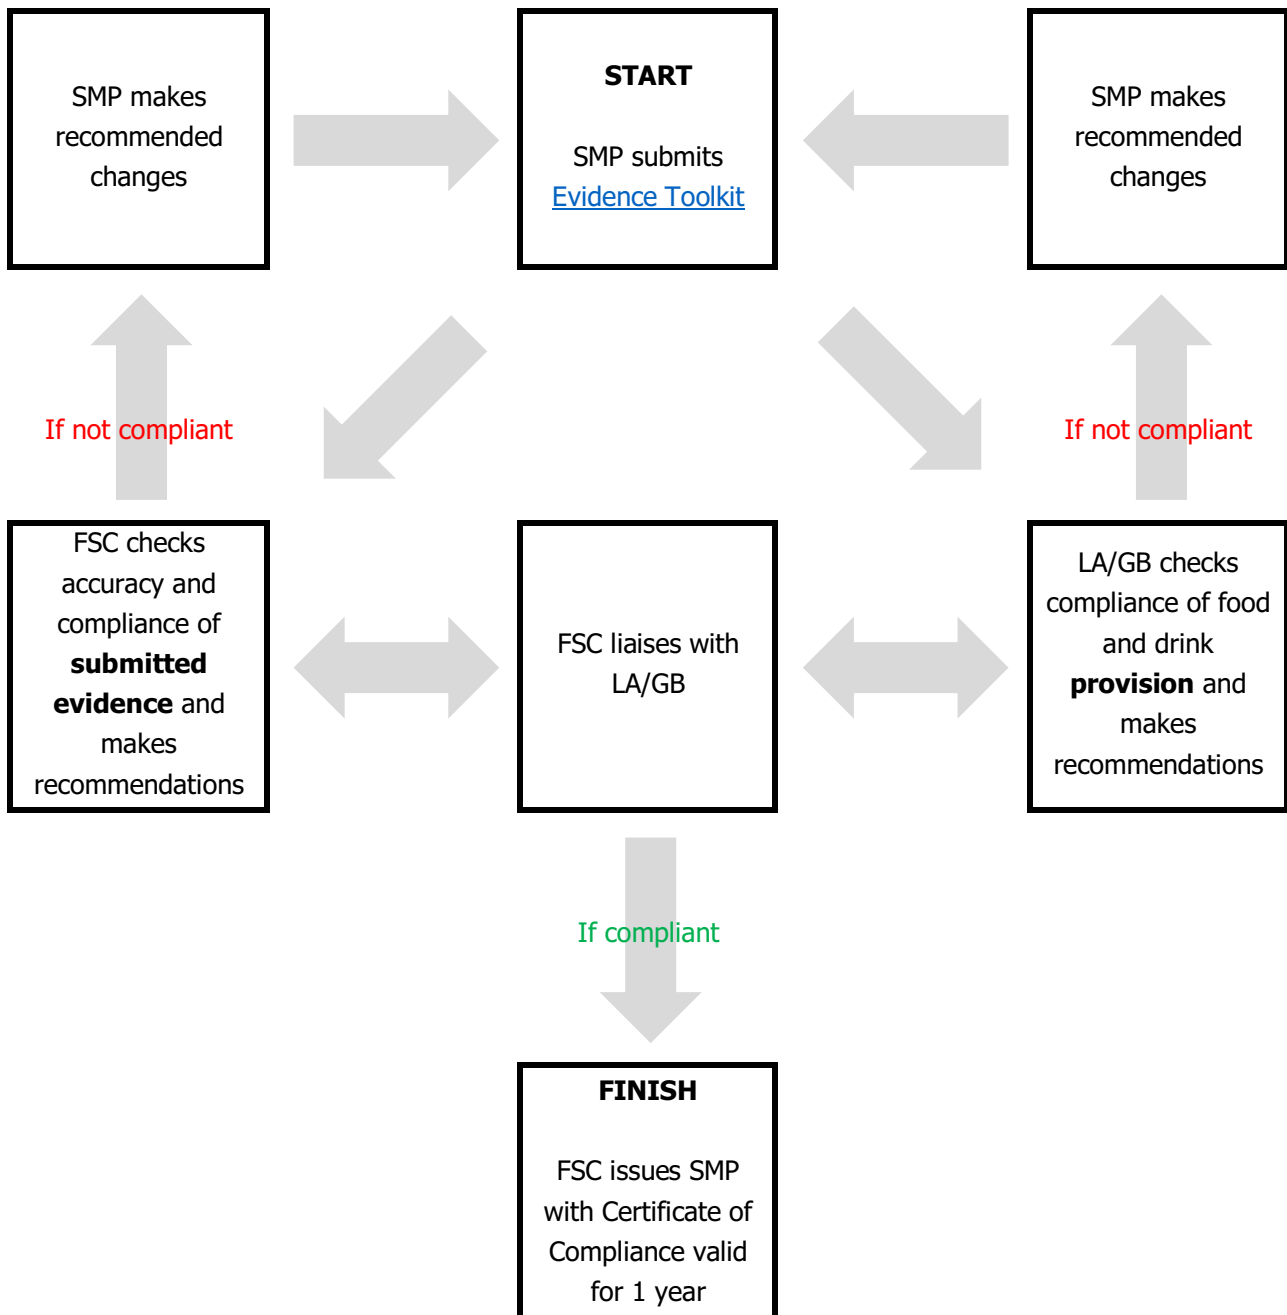 SMP makes
recommended
changes
START
SMP submits
Evidence Toolkit
SMP makes
recommended
changes
If not compliant
If not compliant
FSC checks
accuracy and
compliance of
submitted
evidence and
makes
recommendations
FSC liaises with
LA/GB
LA/GB checks
compliance of food
and drink
provision and
makes
recommendations
If compliant
FINISH
FSC issues SMP
with Certificate of
Compliance valid
for 1 year